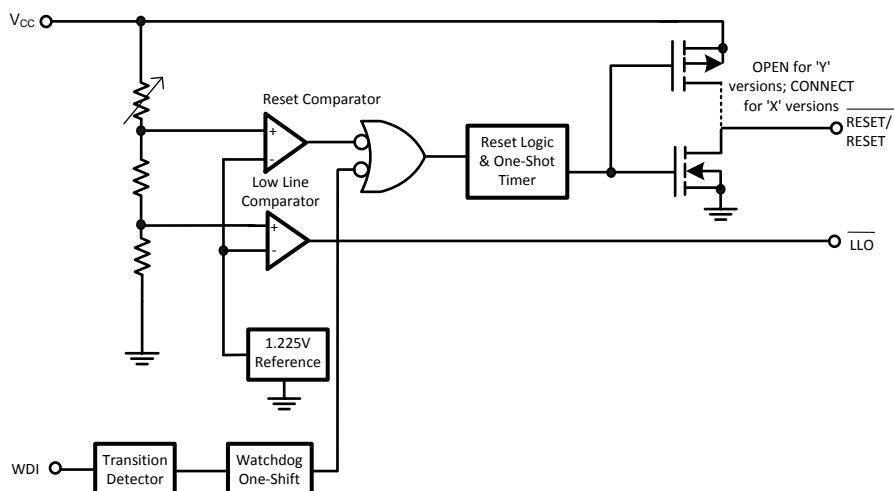 VCC
OPEN for 'Y'
versions; CONNECT
for 'X' versions
RESET/
RESET
Reset Comparator
+
-
Reset Logic
& One-Shot
Timer
Low Line
Comparator
+
-
LLO
1.225V
Reference
WDI
Transition
Detector
Watchdog
One-Shift